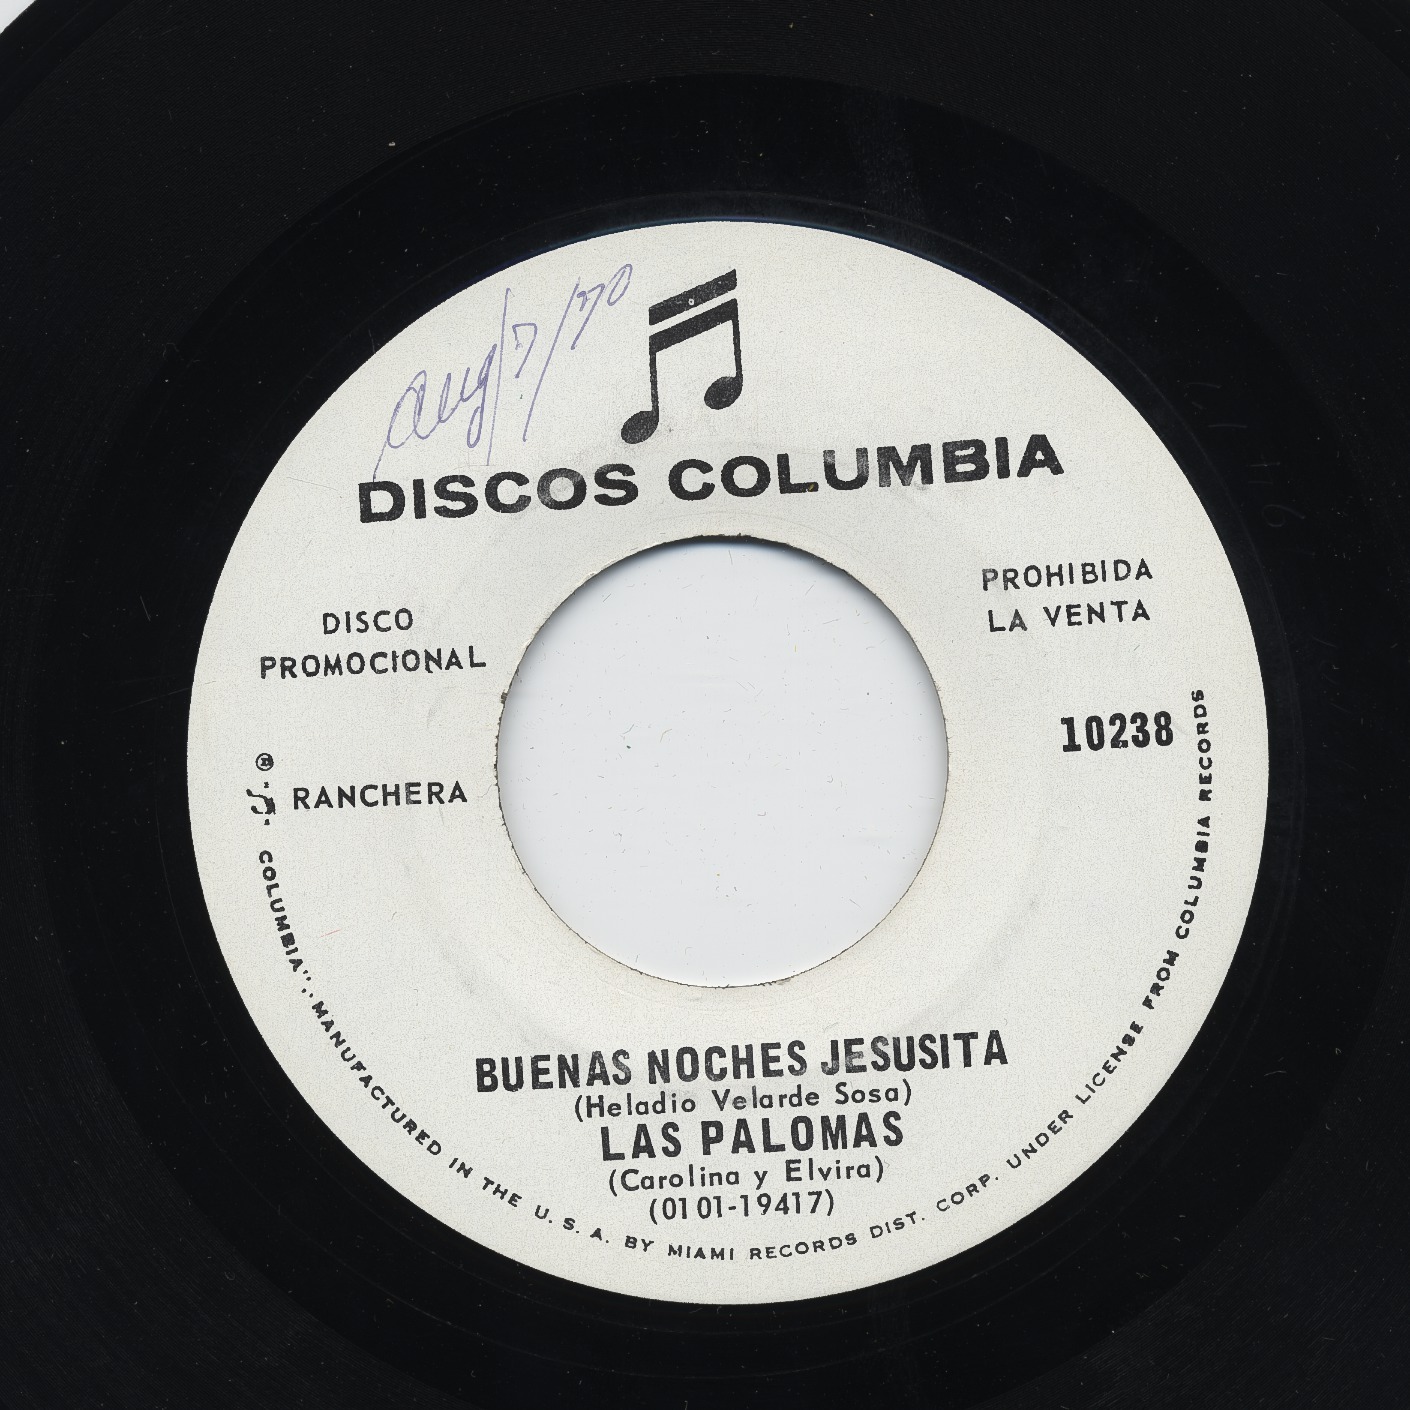 Aug/7/70
DISCOS COLUMBIA
DISCO
PROMOCIONAL
PROHIBIDA
LA VENTA
10238
RANCHERA
BUENAS NOCHES JESUSITA
(Heladio Velarde Sosa)
LAS PALOMAS
(Carolina y Elvira)
(0101-19417)
® "COLUMBIA", MANUFACTURED IN THE U. S. A. BY MIAMI RECORDS DIST. CORP. UNDER LICENSE FROM COLUMBIA RECORDS